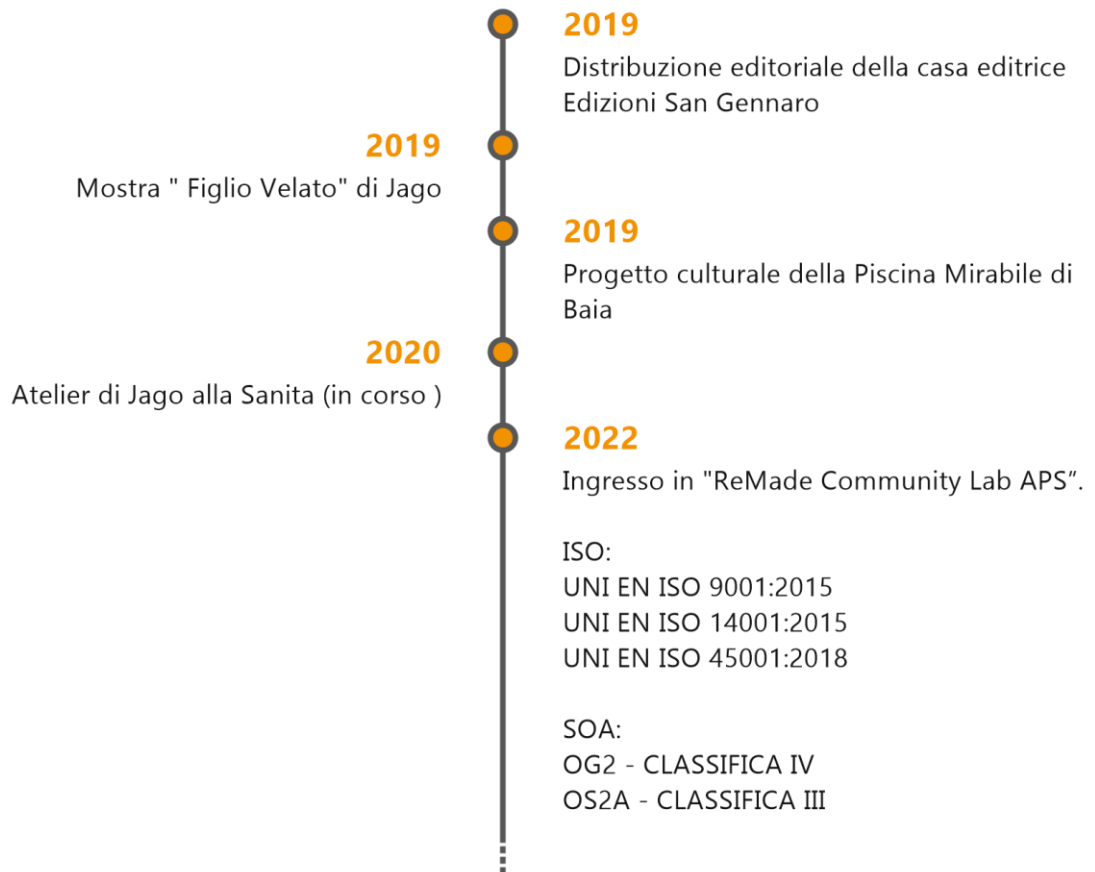 2019
Distribuzione editoriale della casa editrice
Edizioni San Gennaro
2019
Mostra " Figlio Velato" di Jago
2019
Progetto culturale della Piscina Mirabile di
Baia
2020
Atelier di Jago alla Sanita (in corso )
2022
Ingresso in "ReMade Community Lab APS”.
ISO:
UNI EN ISO 9001:2015
UNI EN ISO 14001:2015
UNI EN ISO 45001:2018
SOA:
OG2 - CLASSIFICA IV
OS2A - CLASSIFICA III